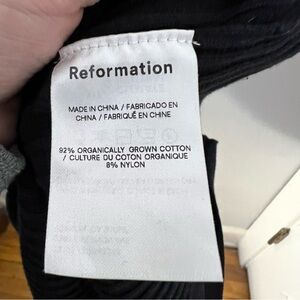 Reformation
MADE IN CHINA / FABRICADO EN
CHINA / FABRIQUÉ EN CHINE
92% ORGANICALLY GROWN COTTON
/ CULTURE DU COTON ORGANIQUE
8% NYLON